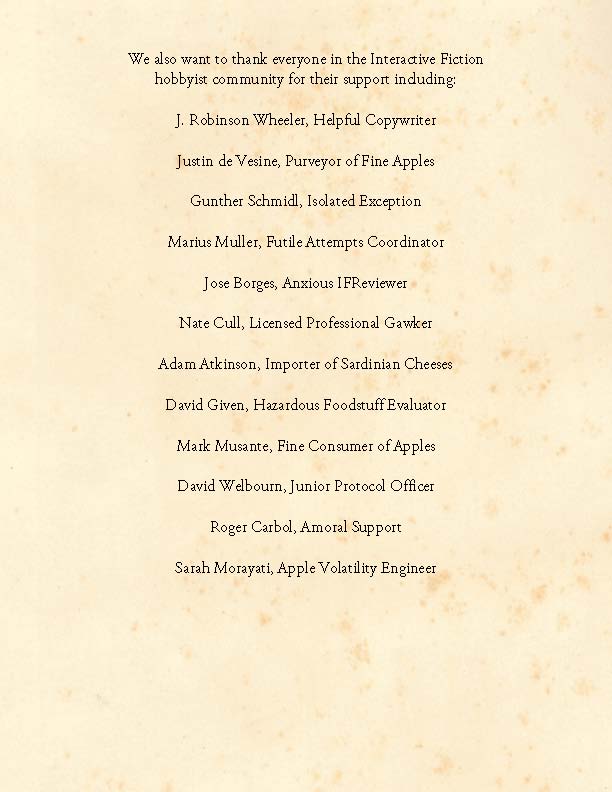 We also want to thank everyone in the Interactive Fiction
hobbyist community for their support including:
J. Robinson Wheeler, Helpful Copywriter
Justin de Vesine, Purveyor of Fine Apples
Gunther Schmidl, Isolated Exception
Marius Muller, Futile Attempts Coordinator
Jose Borges, Anxious IFReviewer
Nate Cull, Licensed Professional Gawker
Adam Atkinson, Importer of Sardinian Cheeses
David Given, Hazardous Foodstuff Evaluator
Mark Musante, Fine Consumer of Apples
David Welbourn, Junior Protocol Officer
Roger Carbol, Amoral Support
Sarah Morayati, Apple Volatility Engineer